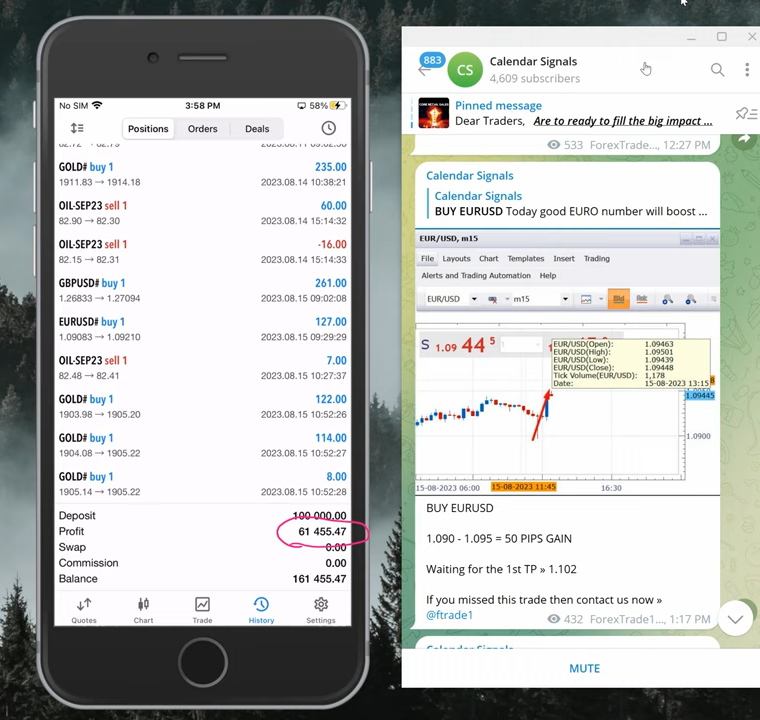 No SIM
3:58 PM
58%
Positions
Orders
Deals
GOLD# buy 1
235.00
1911.83 → 1914.18
2023.08.14 10:38:21
OIL-SEP23 sell 1
60.00
82.90 → 82.30
2023.08.14 15:14:32
OIL-SEP23 sell 1
-16.00
82.15 → 82.31
2023.08.14 15:14:33
GBPUSD# buy 1
261.00
1.26833 → 1.27094
2023.08.15 09:02:08
EURUSD# buy 1
127.00
1.09083 → 1.09210
2023.08.15 09:29:29
OIL-SEP23 sell 1
7.00
82.48 → 82.41
2023.08.15 10:27:37
GOLD# buy 1
122.00
1903.98 → 1905.20
2023.08.15 10:52:26
GOLD# buy 1
114.00
1904.08 → 1905.22
2023.08.15 10:52:27
GOLD# buy 1
8.00
1905.14 → 1905.22
2023.08.15 10:52:28
Deposit
100 000.00
Profit
61 455.47
Swap
0.00
Commission
0.00
Balance
161 455.47
Quotes
Chart
Trade
History
Settings
883
CS
Calendar Signals
4,609 subscribers
Pinned message
Dear Traders, Are to ready to fill the big impact ...
533 ForexTrade..., 12:27 PM
Calendar Signals
Calendar Signals
BUY EURUSD Today good EURO number will boost ...
EUR/USD, m15
File Layouts Chart Templates Insert Trading
Alerts and Trading Automation Help
EUR/USD
m15
Bid
Ask
S 1.09 44 5
EUR/USD(Open): 1.09463
EUR/USD(High): 1.09501
EUR/USD(Low): 1.09439
EUR/USD(Close): 1.09448
Tick Volume(EUR/USD): 1,178
Date: 15-08-2023 13:15
1.09445
1.0900
15-08-2023 06:00
15-08-2023 11:45
16:30
BUY EURUSD
1.090 - 1.095 = 50 PIPS GAIN
Waiting for the 1st TP » 1.102
If you missed this trade then contact us now »
@ftrade1
432 ForexTrade1..., 1:17 PM
MUTE